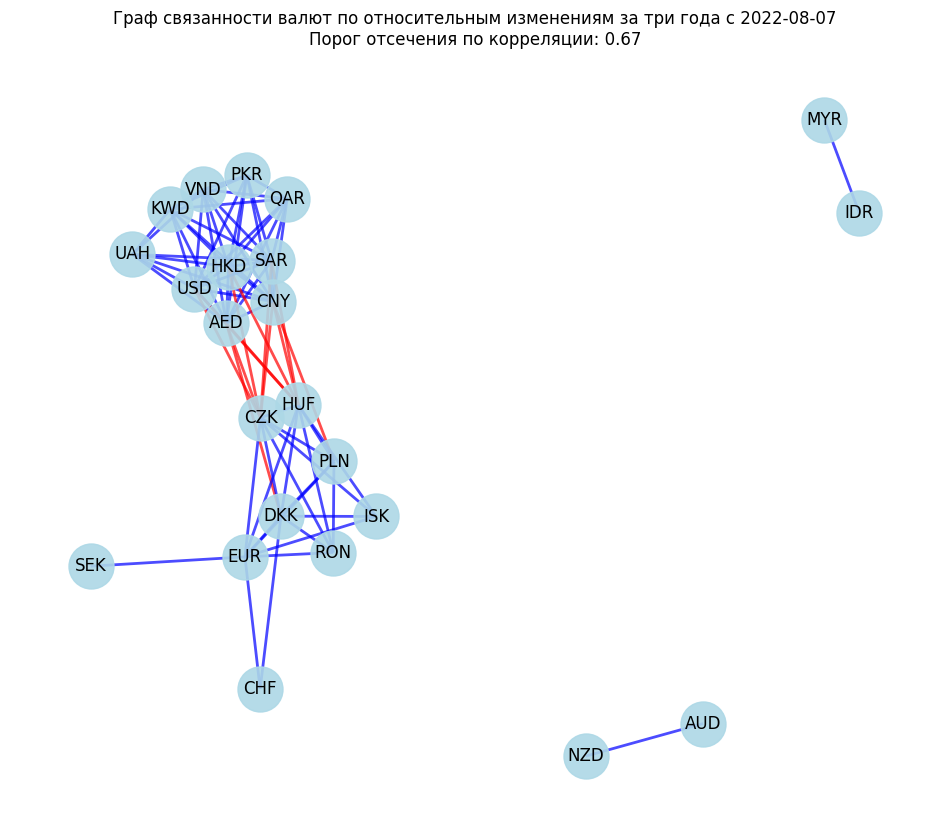 Граф связанности валют по относительным изменениям за три года с 2022-08-07
Порог отсечения по корреляции: 0.67
MYR
PKR
VND
QAR
KWD
IDR
UAH
SAR
HKD
USD
CNY
AED
HUF
CZK
PLN
DKK
ISK
RON
EUR
SEK
CHF
AUD
NZD